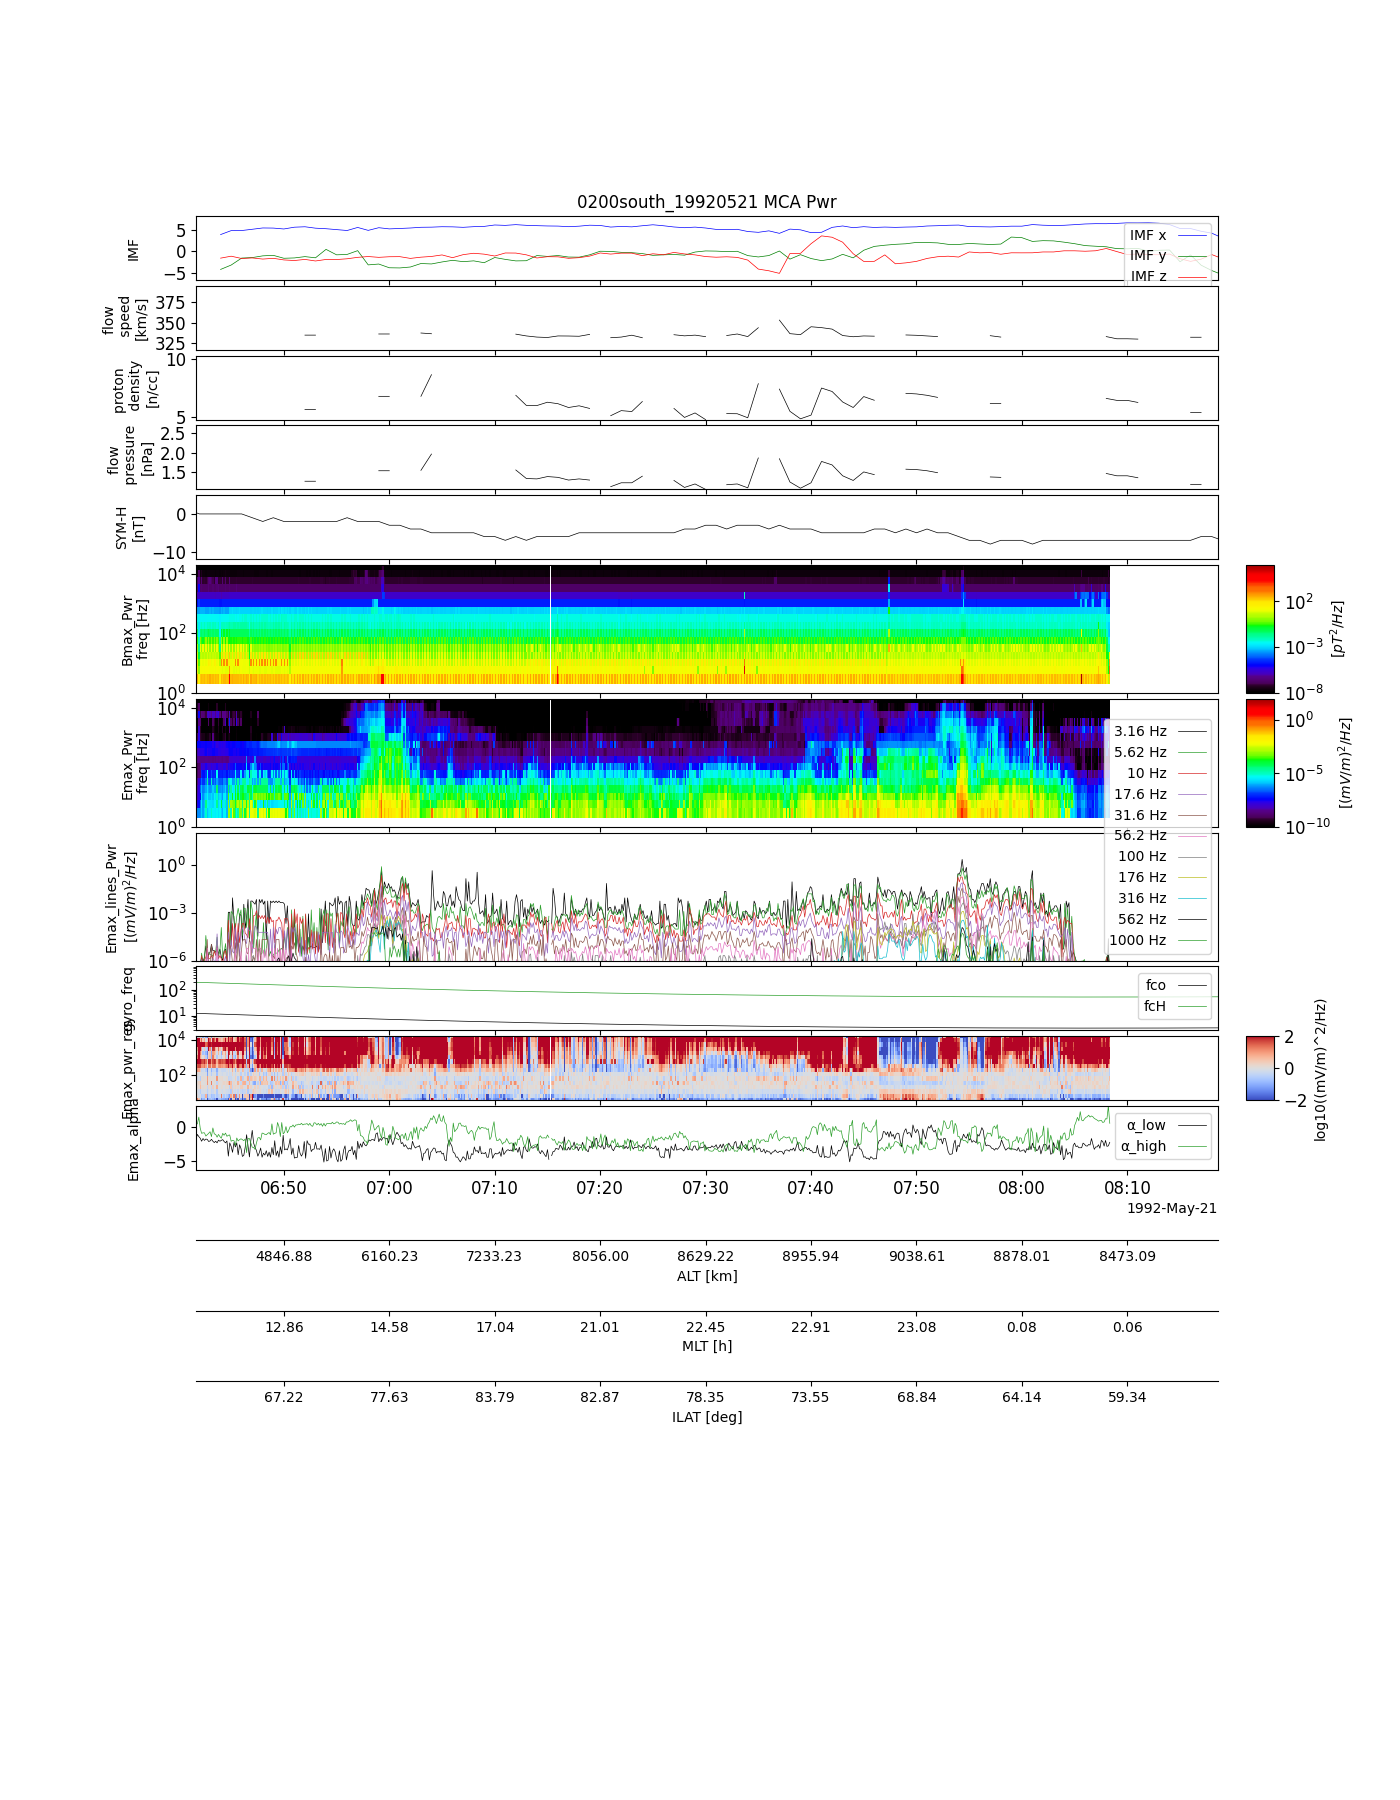 0200south_19920521 MCA Pwr
IMF
5
0
−5
IMF x
IMF y
IMF z
flow
speed
[km/s]
375
350
325
proton
density
[n/cc]
10
5
flow
pressure
[nPa]
2.5
2.0
1.5
SYM-H
[nT]
0
−10
Bmax_Pwr
freq [Hz]
10^4
10^2
10^0
10^2
10^−3
10^−8
[pT^2/Hz]
Emax_Pwr
freq [Hz]
10^4
10^2
10^0
10^0
10^−5
10^−10
[(mV/m)^2/Hz]
3.16 Hz
5.62 Hz
10 Hz
17.6 Hz
31.6 Hz
56.2 Hz
100 Hz
176 Hz
316 Hz
562 Hz
1000 Hz
Emax_lines_Pwr
[(mV/m)^2/Hz]
10^0
10^−3
10^−6
gyro_freq
10^2
10^1
fco
fcH
Emax_pwr_res
10^4
10^2
2
0
−2
log10((mV/m)^2/Hz)
Emax_alpha
0
−5
α_low
α_high
06:50 07:00 07:10 07:20 07:30 07:40 07:50 08:00 08:10
1992-May-21
4846.88 6160.23 7233.23 8056.00 8629.22 8955.94 9038.61 8878.01 8473.09
ALT [km]
12.86 14.58 17.04 21.01 22.45 22.91 23.08 0.08 0.06
MLT [h]
67.22 77.63 83.79 82.87 78.35 73.55 68.84 64.14 59.34
ILAT [deg]